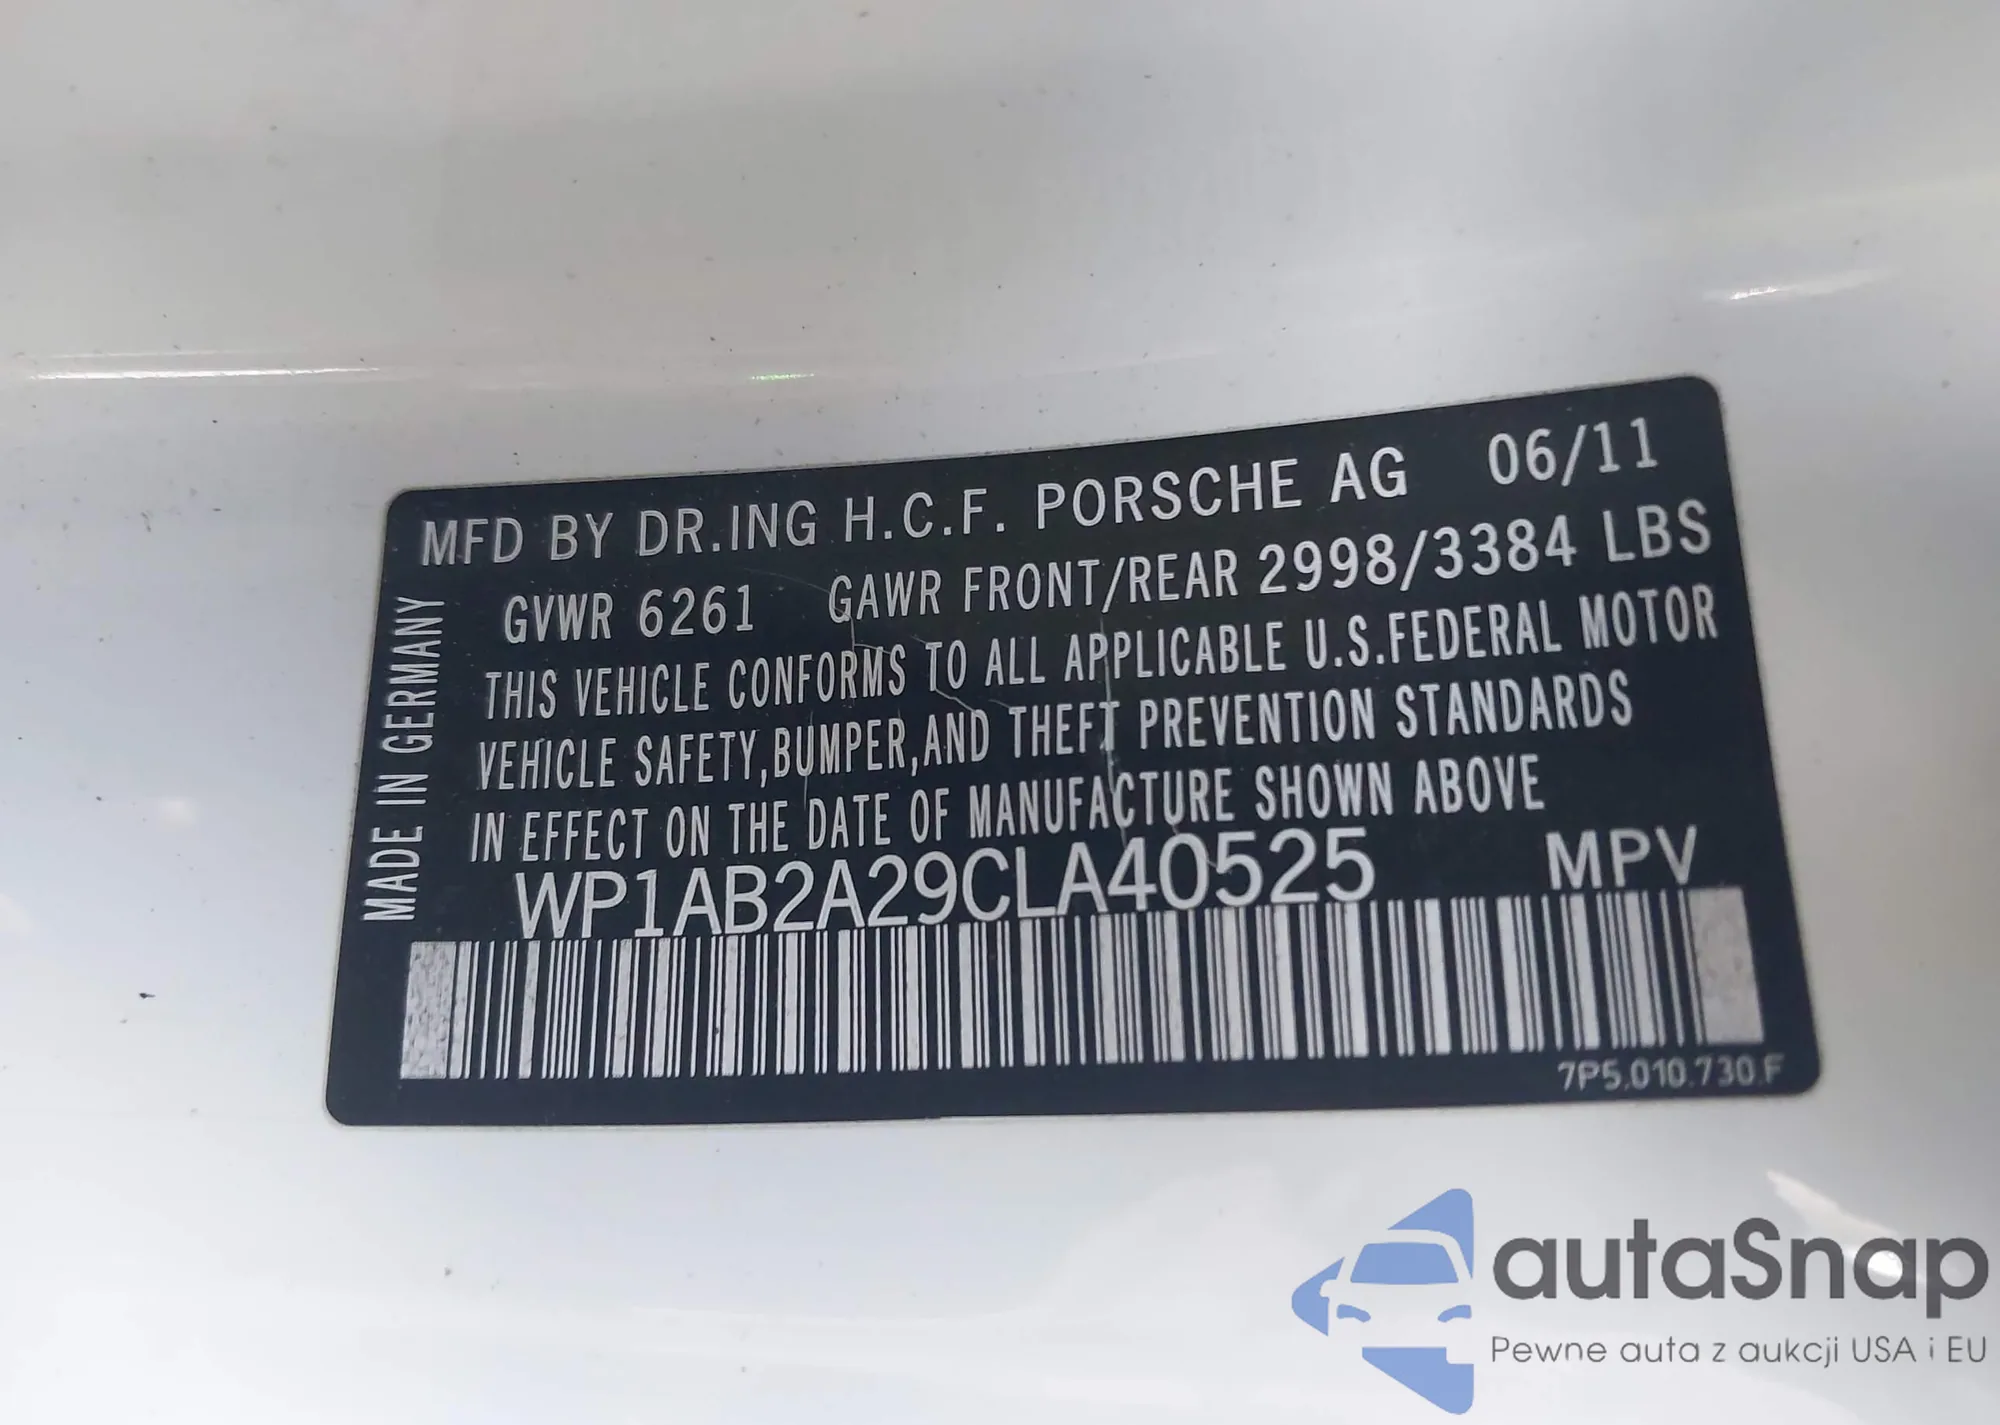 MFD BY DR.ING H.C.F. PORSCHE AG 06/11
GVWR 6261 GAWR FRONT/REAR 2998/3384 LBS
THIS VEHICLE CONFORMS TO ALL APPLICABLE U.S.FEDERAL MOTOR
VEHICLE SAFETY,BUMPER,AND THEFT PREVENTION STANDARDS
IN EFFECT ON THE DATE OF MANUFACTURE SHOWN ABOVE
WP1AB2A29CLA40525 MPV
7P5.010.730.F
MADE IN GERMANY
autaSnap
Pewne auta z aukcji USA i EU